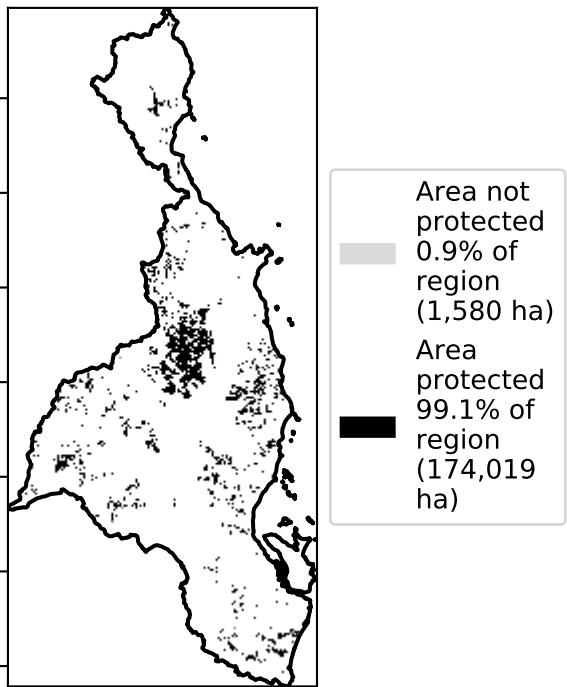 Area not
protected
0.9% of
region
(1,580 ha)
Area
protected
99.1% of
region
(174,019
ha)